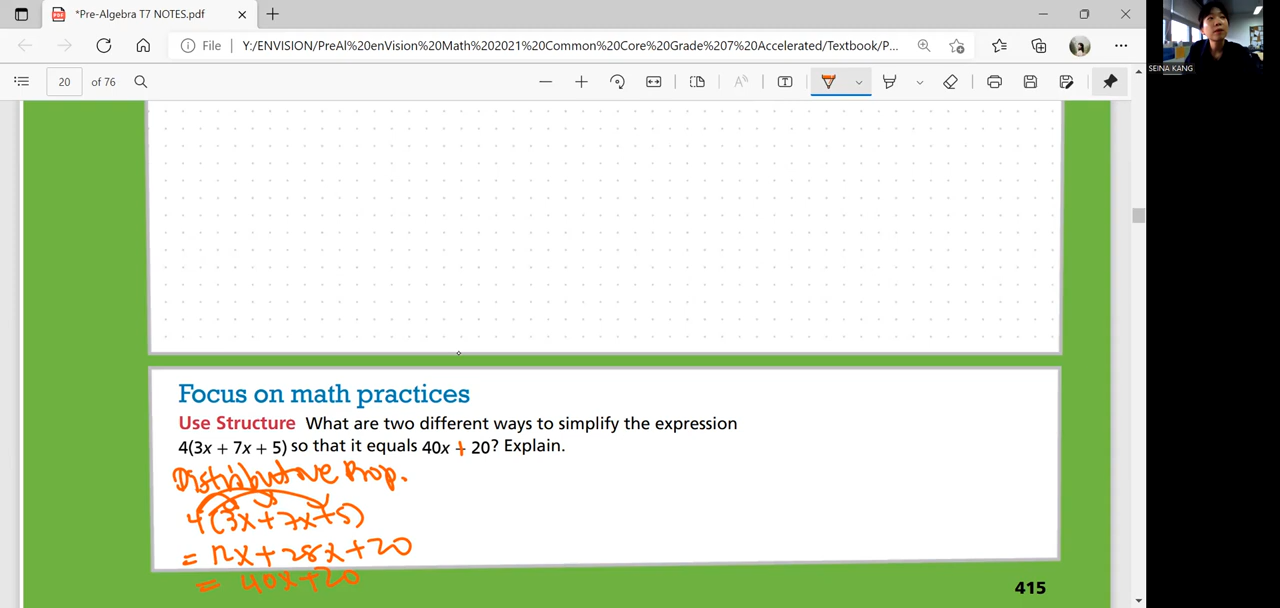 *Pre-Algebra T7 NOTES.pdf
File Y:/ENVISION/PreAl%20enVision%20Math%202021%20Common%20Core%20Grade%207%20Accelerated/Textbook/P...
20 of 76
SEINA KANG
Focus on math practices
Use Structure What are two different ways to simplify the expression
4(3x + 7x + 5) so that it equals 40x + 20? Explain.
Distributive Prop.
4(3x+7x+5)
= 12x+28x+20
= 40x+20
415